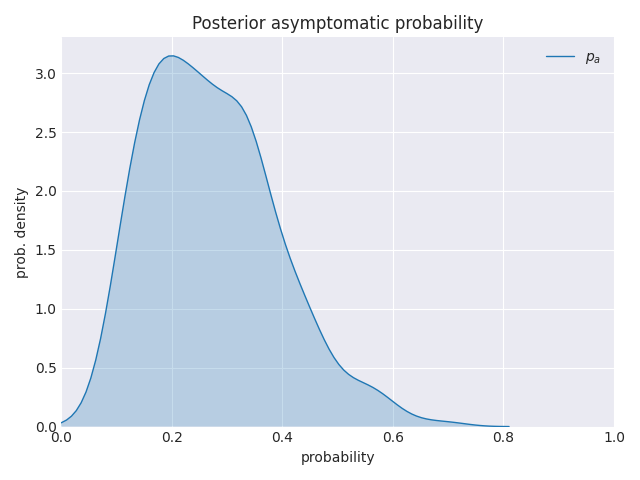 Posterior asymptomatic probability
3.0
2.5
2.0
1.5
1.0
0.5
0.0
prob. density
pₐ
0.0 0.2 0.4 0.6 0.8 1.0
probability